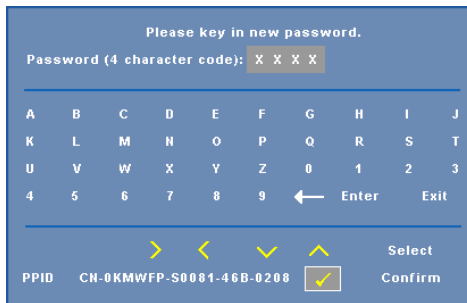 Please key in new password.
Password (4 character code): X X X X
A B C D E F G H I J
K L M N O P Q R S T
U V W X Y Z 0 1 2 3
4 5 6 7 8 9 Enter Exit
Select
PPID CN-0KMWFP-S0081-46B-0208 Confirm